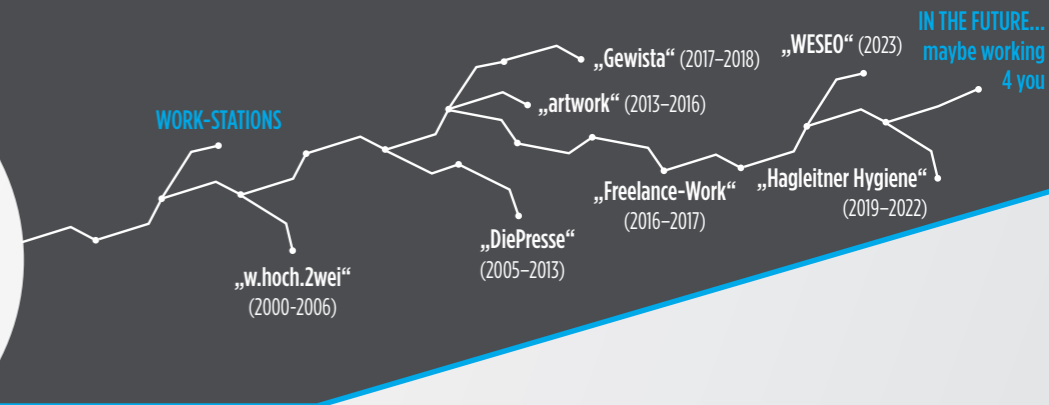 WORK-STATIONS
„w.hoch.2wei“
(2000-2006)
„DiePresse“
(2005–2013)
„artwork“ (2013–2016)
„Gewista“ (2017–2018)
„Freelance-Work“
(2016–2017)
„Hagleitner Hygiene“
(2019–2022)
„WESEO“ (2023)
IN THE FUTURE...
maybe working
4 you